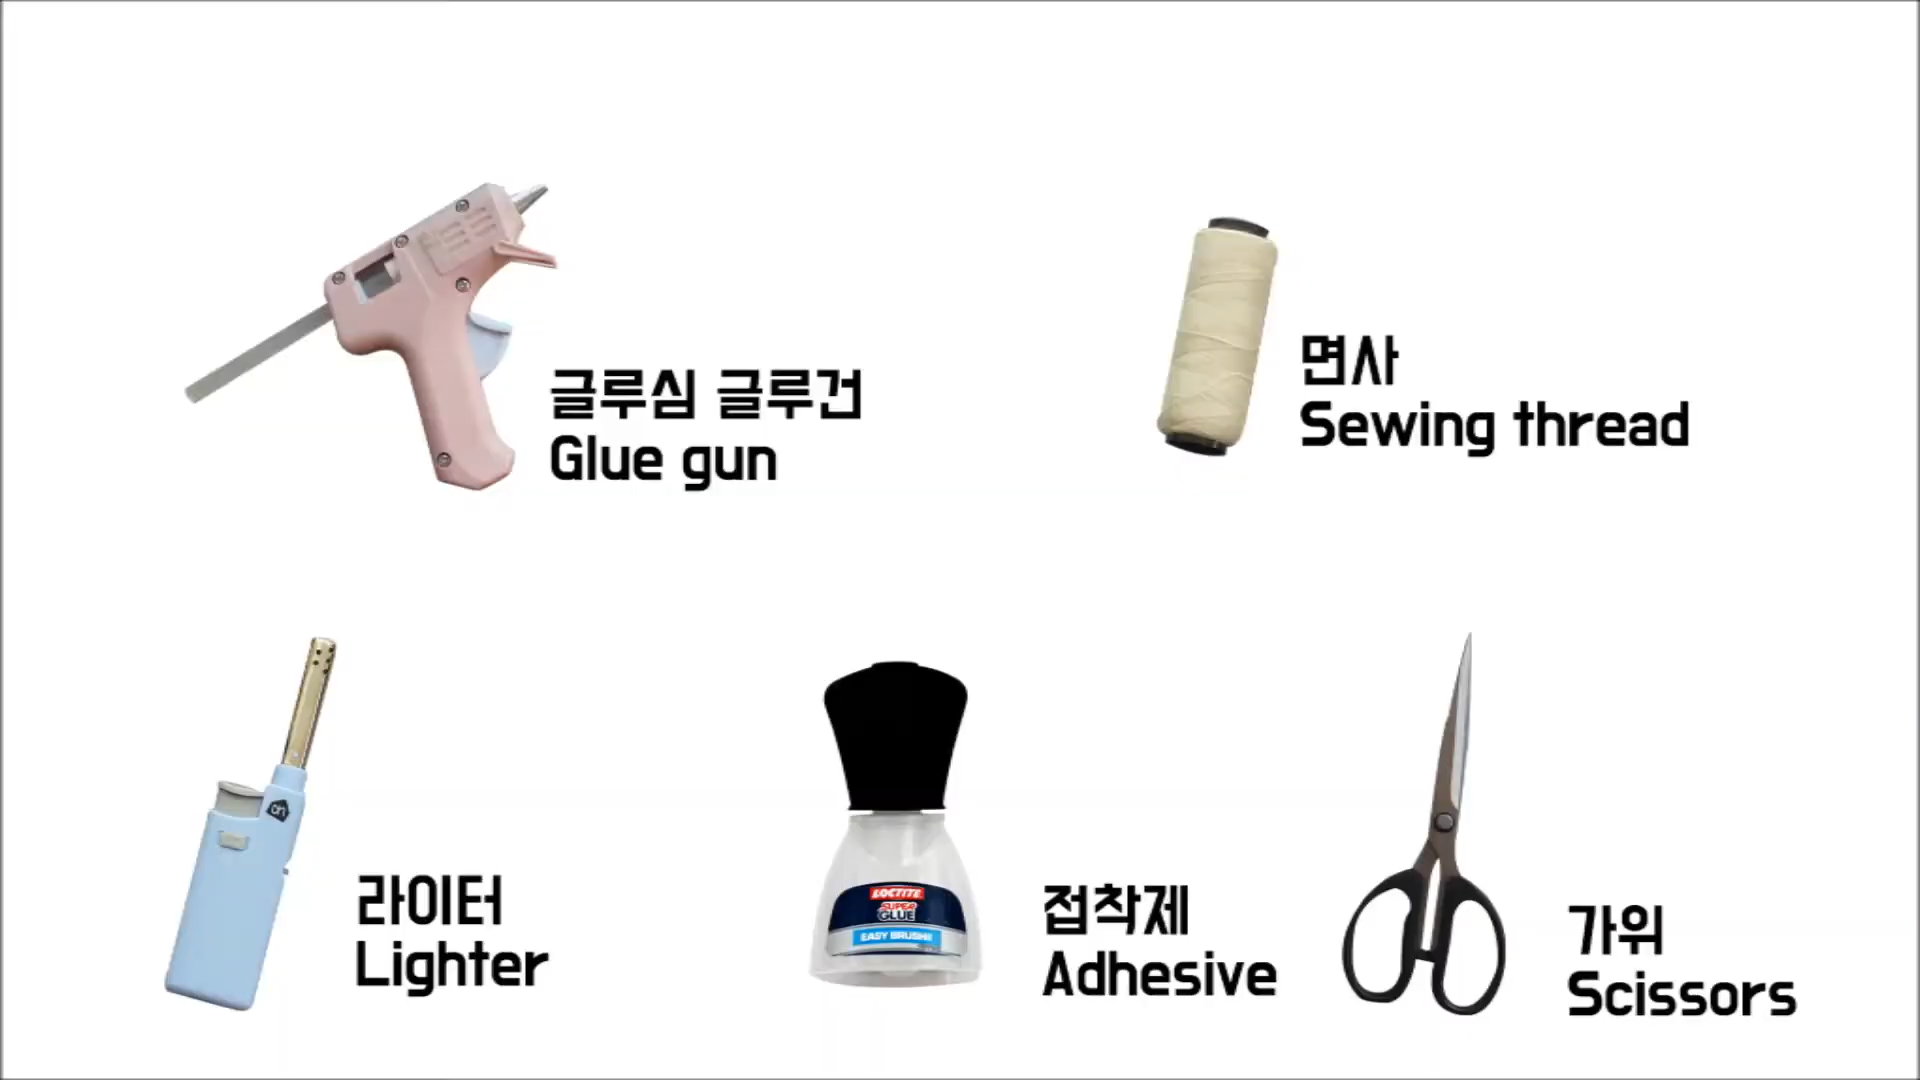 글루심 글루건
Glue gun
면사
Sewing thread
라이터
Lighter
LOCTITE
SUPER
GLUE
EASY BRUSH
접착제
Adhesive
가위
Scissors